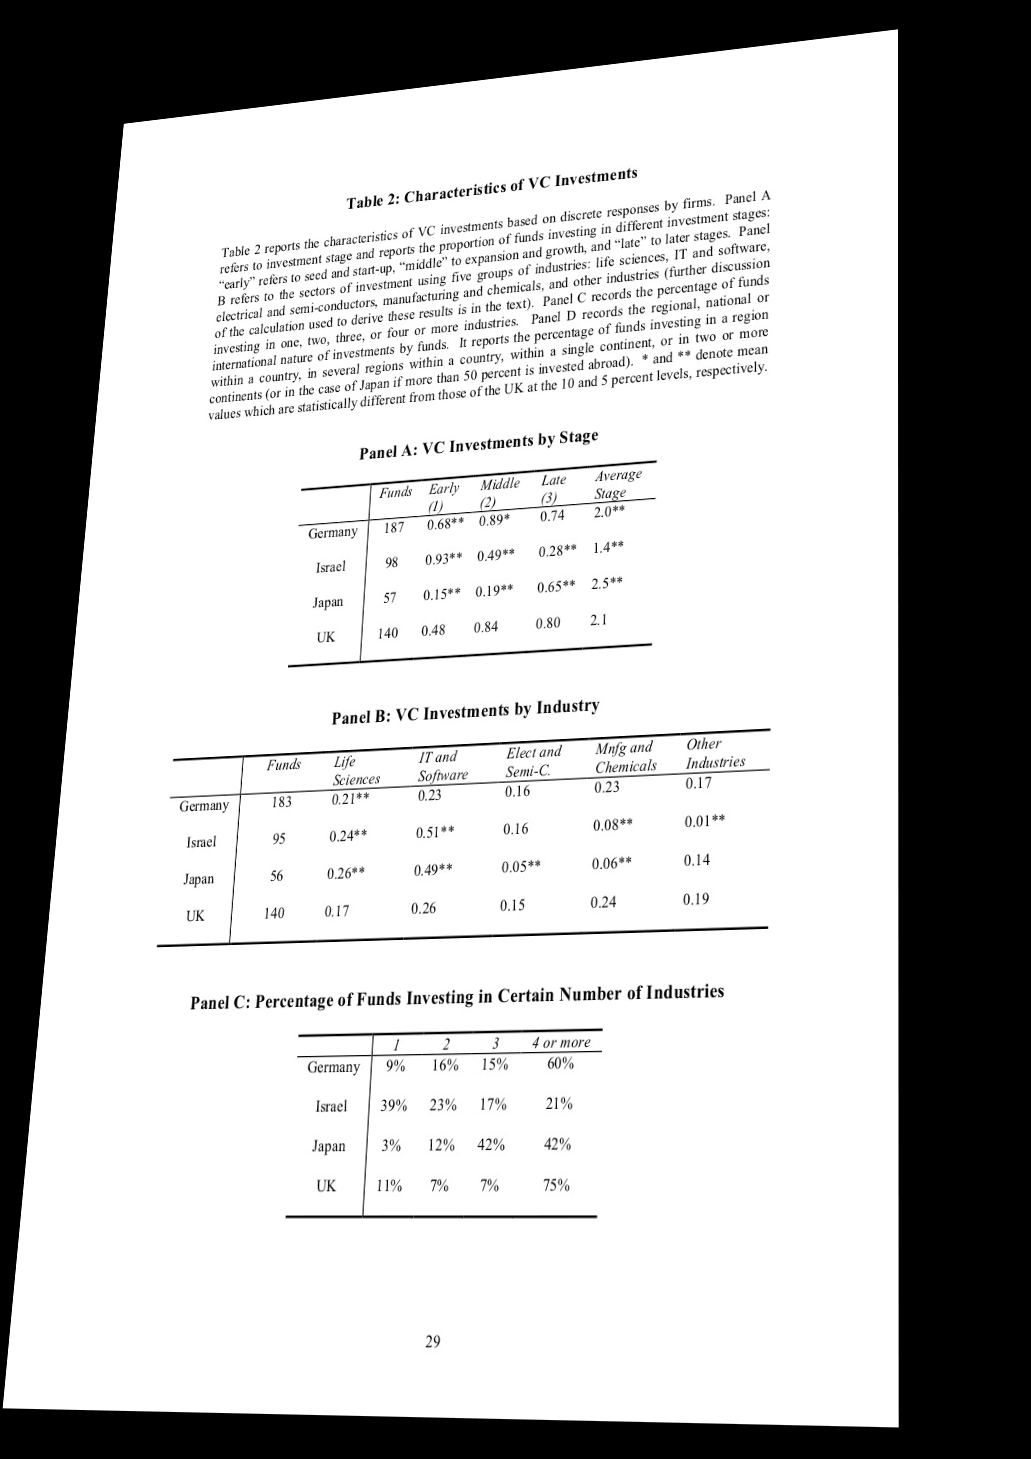 Table 2: Characteristics of VC Investments
Table 2 reports the characteristics of VC investments based on discrete responses by firms. Panel A
refers to investment stage and reports the proportion of funds investing in different investment stages:
“early” refers to seed and start-up, “middle” to expansion and growth, and “late” to later stages. Panel
B refers to the sectors of investment using five groups of industries: life sciences, IT and software,
electrical and semi-conductors, manufacturing and chemicals, and other industries (further discussion
of the calculation used to derive these results is in the text). Panel C records the percentage of funds
investing in one, two, three, or four or more industries. Panel D records the regional, national or
international nature of investments by funds. It reports the percentage of funds investing in a region
within a country, in several regions within a country, within a single continent, or in two or more
continents (or in the case of Japan if more than 50 percent is invested abroad). * and ** denote mean
values which are statistically different from those of the UK at the 10 and 5 percent levels, respectively.
Panel A: VC Investments by Stage
Funds Early Middle Late Average
(1) (2) (3) Stage
Germany 187 0.68** 0.89* 0.74 2.0**
Israel 98 0.93** 0.49** 0.28** 1.4**
Japan 57 0.15** 0.19** 0.65** 2.5**
UK 140 0.48 0.84 0.80 2.1
Panel B: VC Investments by Industry
Funds Life IT and Elect and Mnfg and Other
Sciences Software Semi-C. Chemicals Industries
Germany 183 0.21** 0.23 0.16 0.23 0.17
Israel 95 0.24** 0.51** 0.16 0.08** 0.01**
Japan 56 0.26** 0.49** 0.05** 0.06** 0.14
UK 140 0.17 0.26 0.15 0.24 0.19
Panel C: Percentage of Funds Investing in Certain Number of Industries
1 2 3 4 or more
Germany 9% 16% 15% 60%
Israel 39% 23% 17% 21%
Japan 3% 12% 42% 42%
UK 11% 7% 7% 75%
29